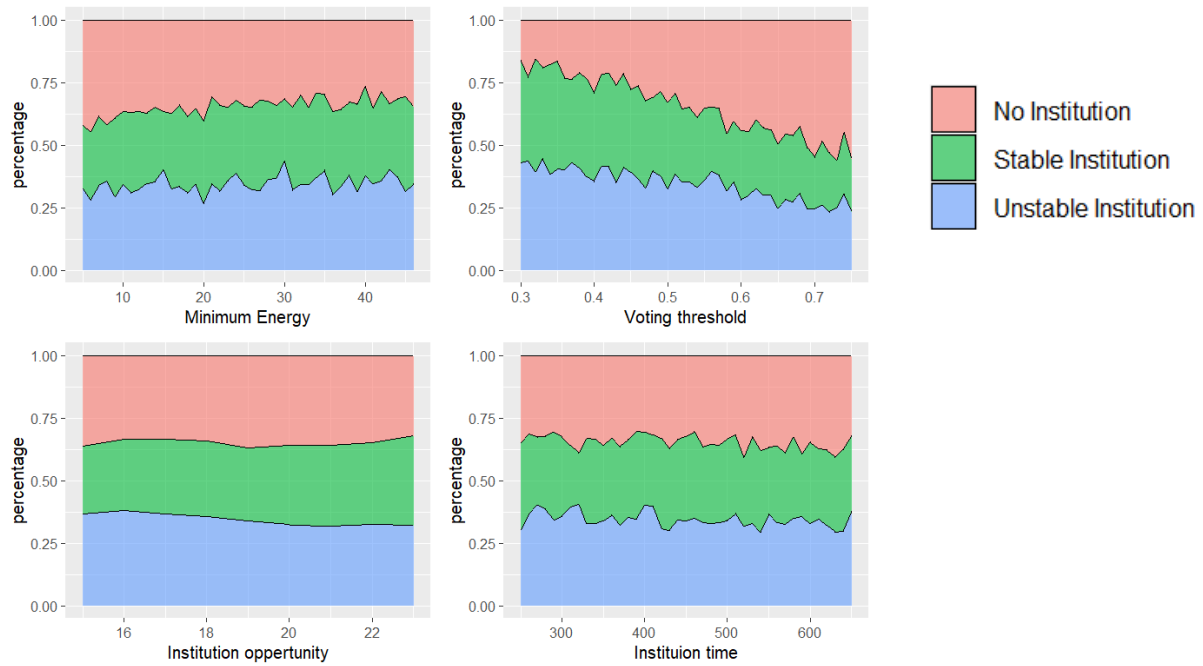 1.00
0.75
0.50
0.25
0.00
percentage
10 20 30 40
Minimum Energy
1.00
0.75
0.50
0.25
0.00
percentage
0.3 0.4 0.5 0.6 0.7
Voting threshold
No Institution
Stable Institution
Unstable Institution
1.00
0.75
0.50
0.25
0.00
percentage
16 18 20 22
Institution oppertunity
1.00
0.75
0.50
0.25
0.00
percentage
300 400 500 600
Instituion time